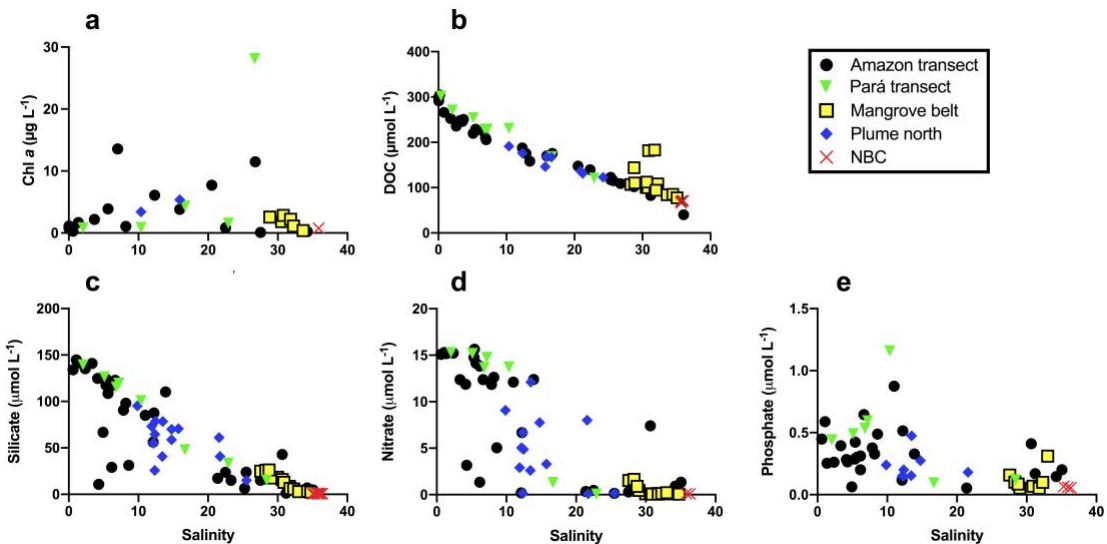 a
30
20
10
0
Chl a (µg L-1)
0
10
20
30
40
b
400
300
200
100
0
DOC (µmol L-1)
0
10
20
30
40
Amazon transect
Pará transect
Mangrove belt
Plume north
NBC
c
200
150
100
50
0
Silicate (µmol L-1)
0
10
20
30
40
Salinity
d
20
15
10
5
0
Nitrate (µmol L-1)
0
10
20
30
40
Salinity
e
1.5
1.0
0.5
0.0
Phosphate (µmol L-1)
0
10
20
30
40
Salinity